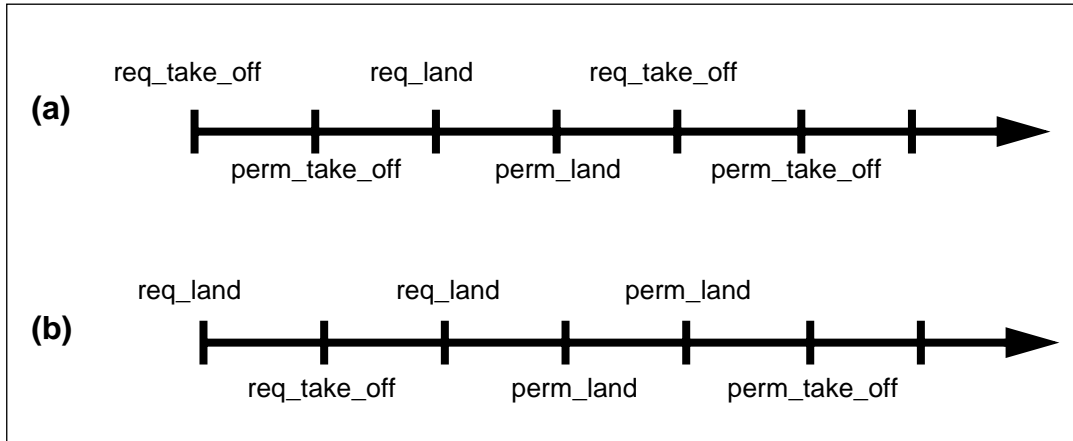 req_take_off req_land req_take_off
(a)
perm_take_off perm_land perm_take_off
req_land req_land perm_land
(b)
req_take_off perm_land perm_take_off